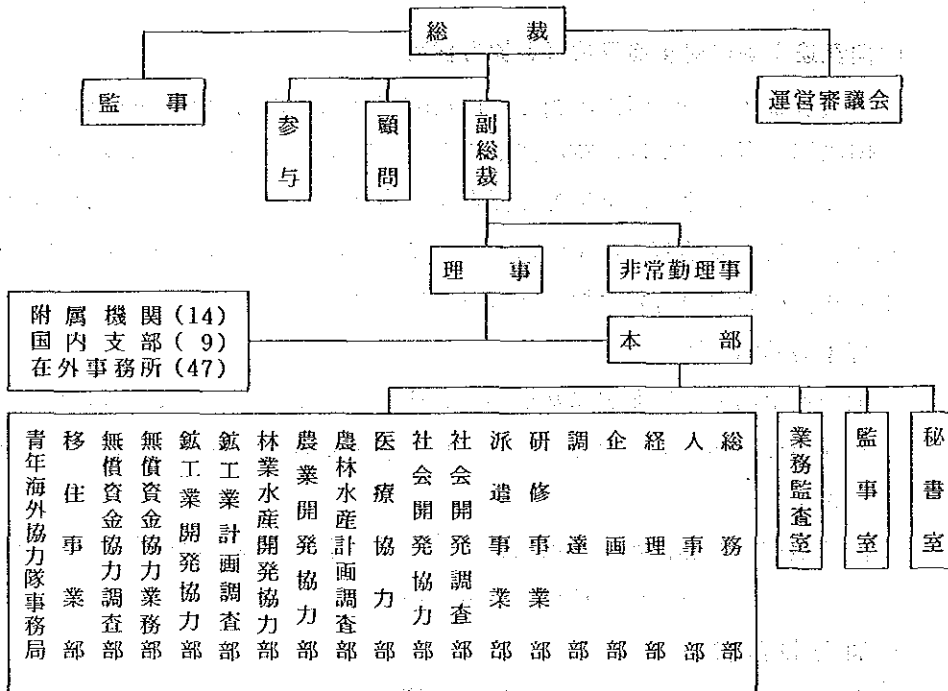 総裁
監事
運営審議会
参与
顧問
副総裁
理事
非常勤理事
附属機関(14)
国内支部(9)
在外事務所(47)
本部
秘書室
監事室
業務監査室
総務部
人事部
経理部
企画部
調達部
研修事業部
派遣事業部
社会開発調査部
社会開発協力部
医療協力部
農林水産計画調査部
農業開発協力部
林業水産開発協力部
鉱工業計画調査部
鉱工業開発協力部
無償資金協力業務部
無償資金協力調査部
移住事業部
青年海外協力隊事務局